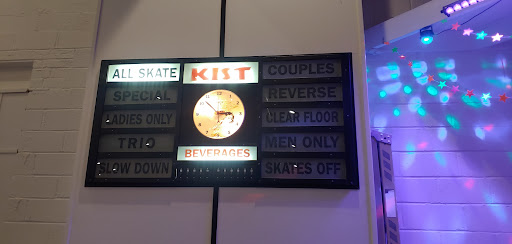 ALL SKATE
SPECIAL
LADIES ONLY
TRIO
SLOW DOWN
KIST
BEVERAGES
COUPLES
REVERSE
CLEAR FLOOR
MEN ONLY
SKATES OFF